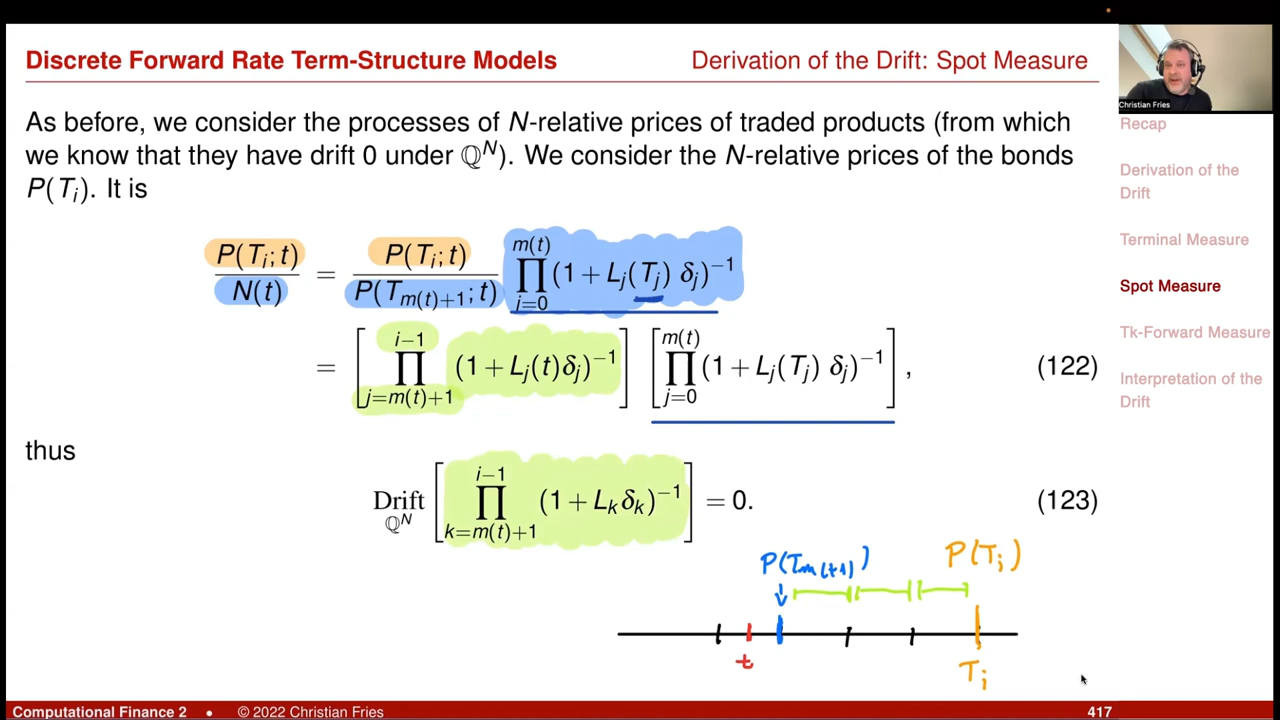 Discrete Forward Rate Term-Structure Models
Derivation of the Drift: Spot Measure
As before, we consider the processes of N-relative prices of traded products (from which
we know that they have drift 0 under ℚᴺ). We consider the N-relative prices of the bonds
P(T_i). It is
P(T_i; t) / N(t) = P(T_i; t) / P(T_{m(t)+1}; t) ∏_{j=0}^{m(t)} (1 + L_j(T_j) δ_j)^{-1}
= [ ∏_{j=m(t)+1}^{i-1} (1 + L_j(t)δ_j)^{-1} ] [ ∏_{j=0}^{m(t)} (1 + L_j(T_j) δ_j)^{-1} ] , (122)
thus
Drift_{ℚᴺ} [ ∏_{k=m(t)+1}^{i-1} (1 + L_k δ_k)^{-1} ] = 0. (123)
P(T_{m(t+1)}) P(T_i)
t
T_i
Christian Fries
Recap
Derivation of the
Drift
Terminal Measure
Spot Measure
Tk-Forward Measure
Interpretation of the
Drift
Computational Finance 2 • © 2022 Christian Fries 417